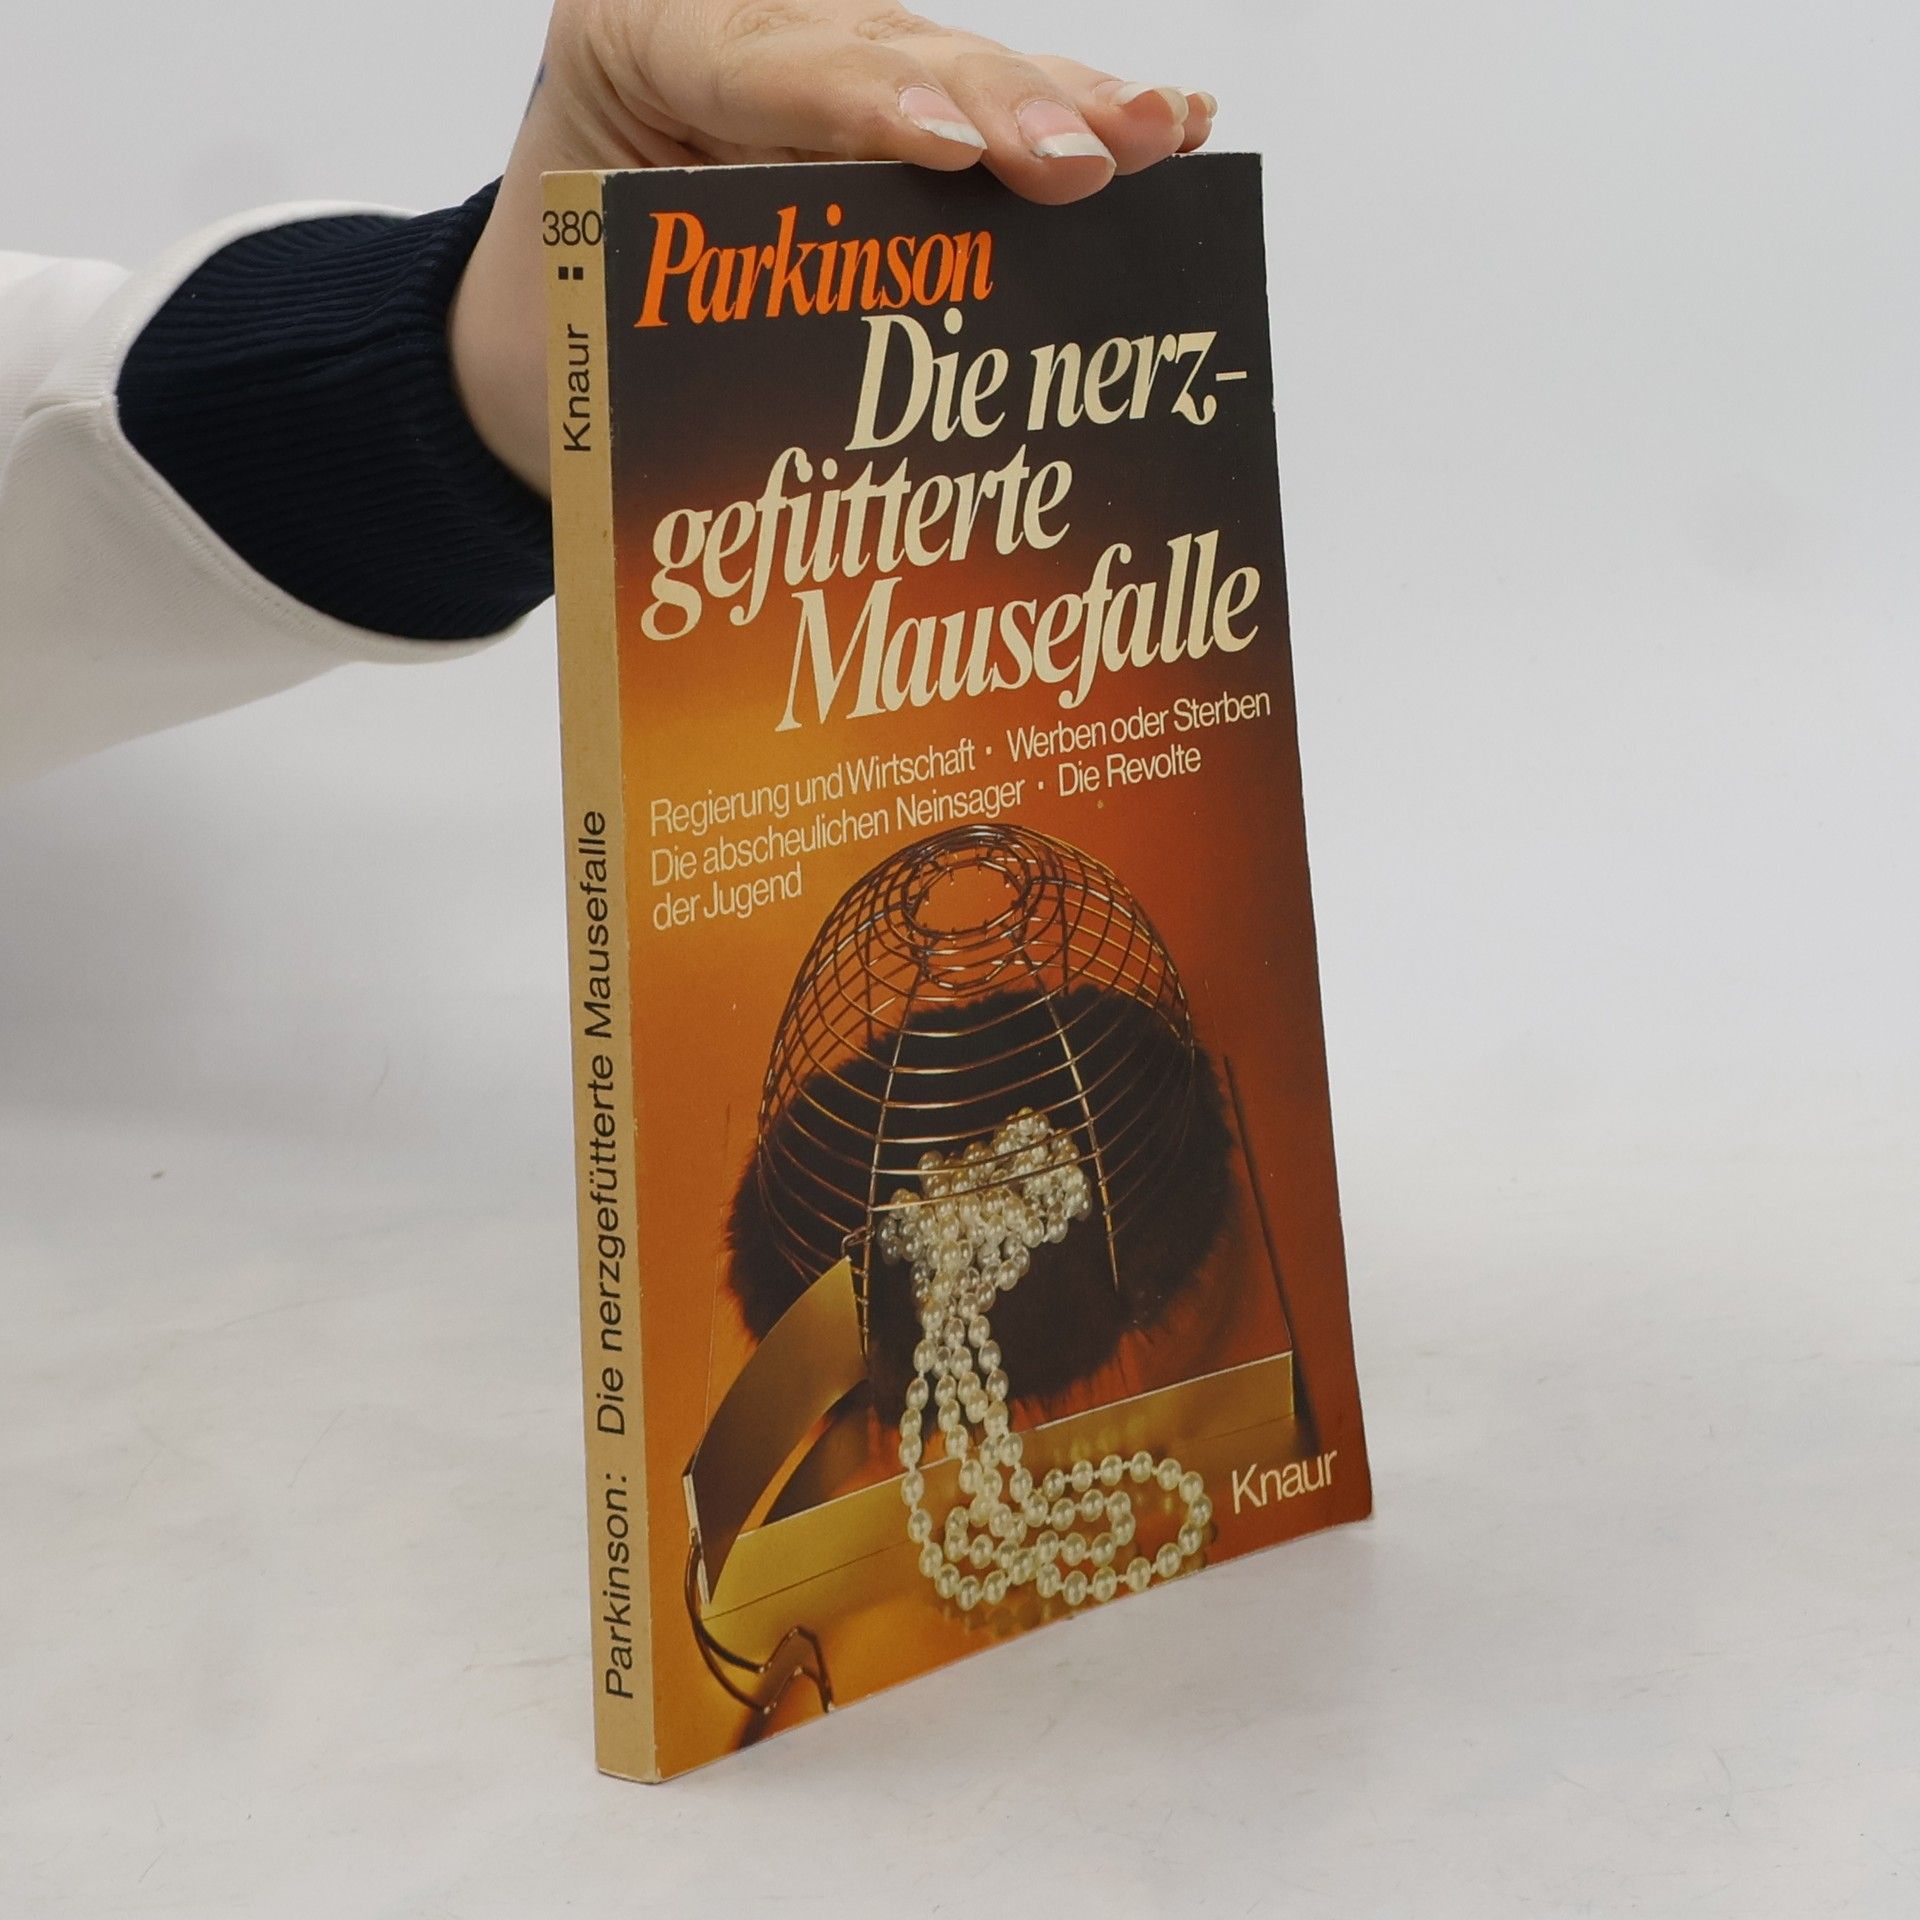 380
Knaur
Parkinson: Die nerzgefütterte Mausefalle
Parkinson
Die nerz-
gefütterte
Mausefalle
Regierung und Wirtschaft · Werben oder Sterben
Die abscheulichen Neinsager · Die Revolte
der Jugend
Knaur